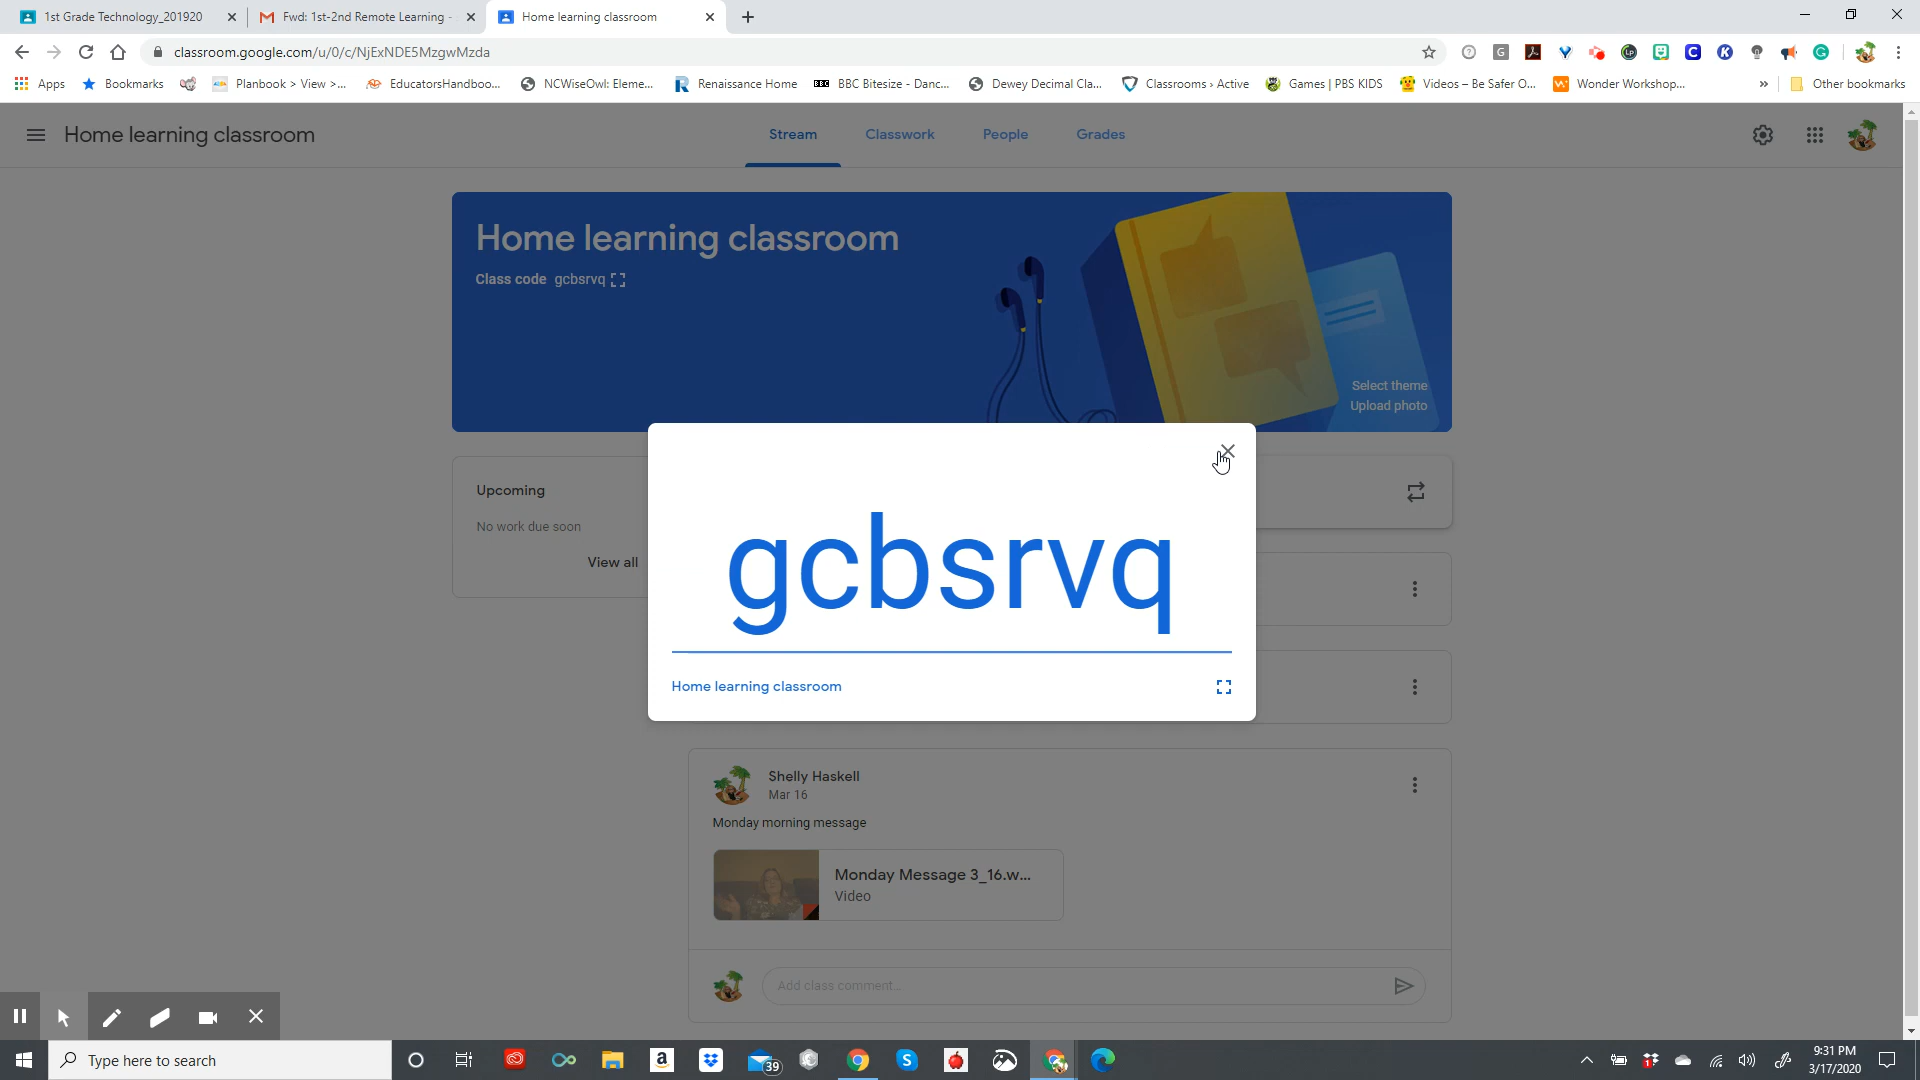 1st Grade Technology_201920
Fwd: 1st-2nd Remote Learning -
Home learning classroom
classroom.google.com/u/0/c/NjExNDE5MzgwMzda
Apps
Bookmarks
Planbook > View >...
EducatorsHandboo...
NCWiseOwl: Eleme...
Renaissance Home
BBC Bitesize - Danc...
Dewey Decimal Cla...
Classrooms › Active
Games | PBS KIDS
Videos – Be Safer O...
Wonder Workshop...
»
Other bookmarks
Home learning classroom
Stream
Classwork
People
Grades
Home learning classroom
Class code gcbsrvq
Select theme
Upload photo
Upcoming
No work due soon
View all
gcbsrvq
Home learning classroom
Shelly Haskell
Mar 16
Monday morning message
Monday Message 3_16.w...
Video
Add class comment...
Type here to search
39
1
9:31 PM
3/17/2020